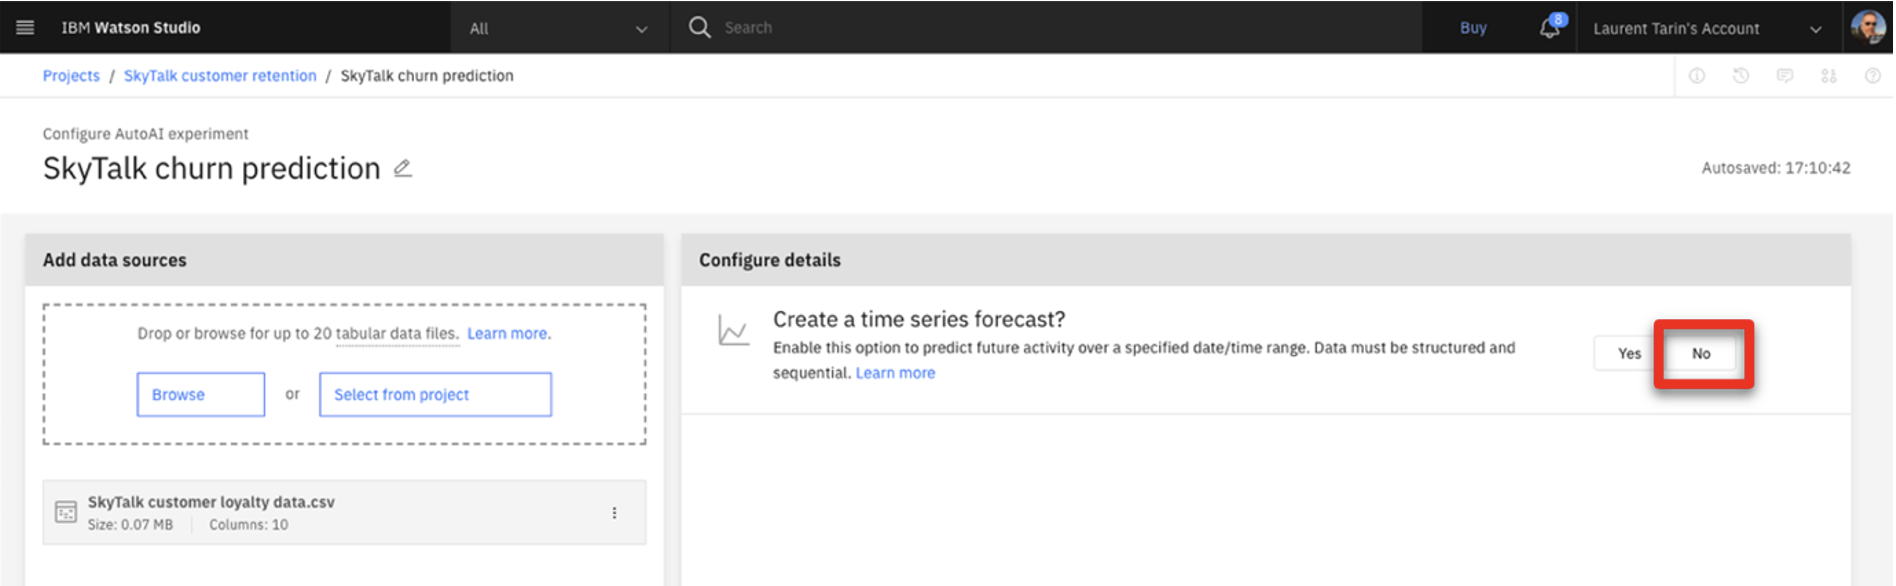 IBM Watson Studio
All
Search
Buy
8
Laurent Tarin's Account
Projects / SkyTalk customer retention / SkyTalk churn prediction
Configure AutoAI experiment
SkyTalk churn prediction
Autosaved: 17:10:42
Add data sources
Drop or browse for up to 20 tabular data files. Learn more.
Browse or Select from project
SkyTalk customer loyalty data.csv
Size: 0.07 MB Columns: 10
Configure details
Create a time series forecast?
Enable this option to predict future activity over a specified date/time range. Data must be structured and
sequential. Learn more
Yes No